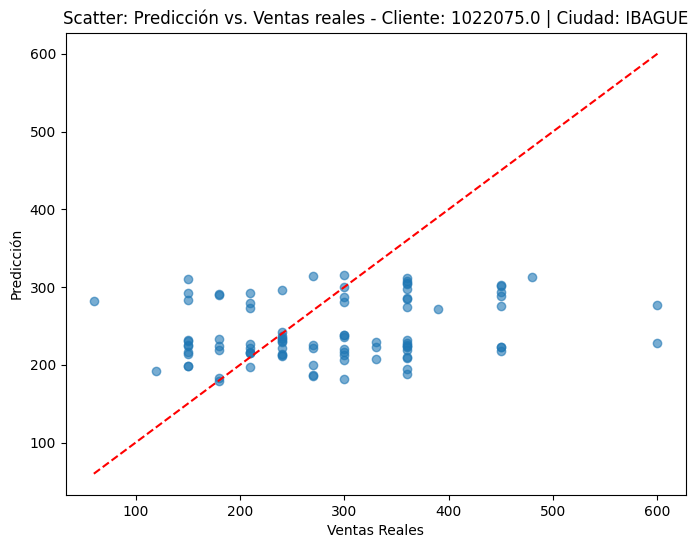 Scatter: Predicción vs. Ventas reales - Cliente: 1022075.0 | Ciudad: IBAGUE
600
500
400
300
200
100
Predicción
100 200 300 400 500 600
Ventas Reales